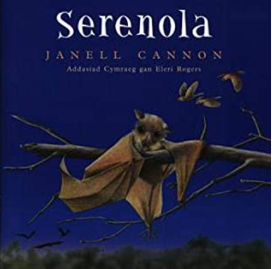 Serenola
JANELL CANNON
Addasiad Cymraeg gan Eleri Rogers